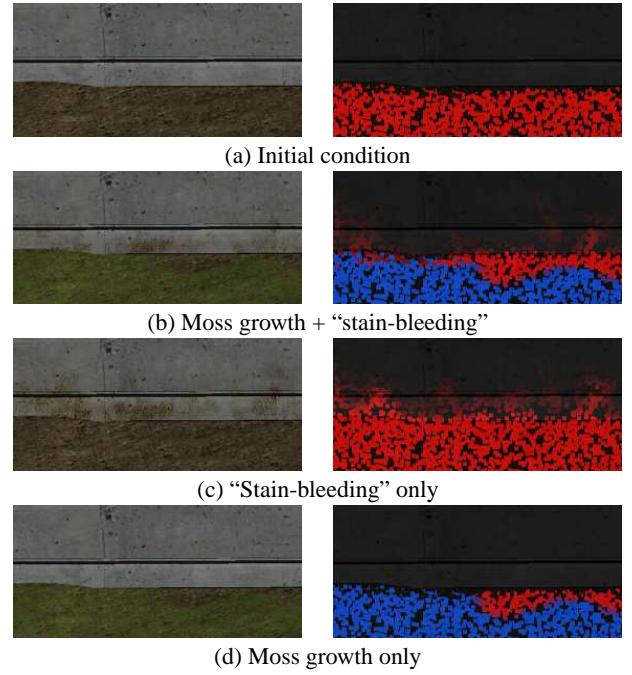 (a) Initial condition
(b) Moss growth + “stain-bleeding”
(c) “Stain-bleeding” only
(d) Moss growth only